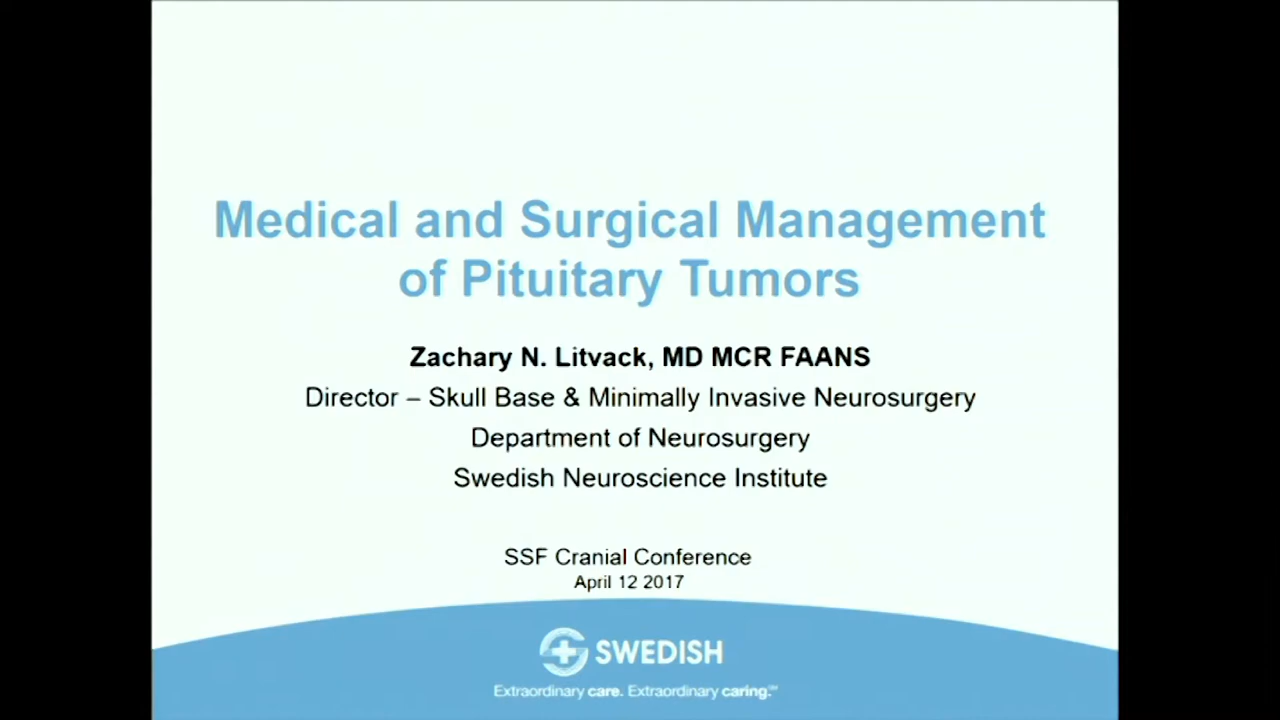 Medical and Surgical Management
of Pituitary Tumors
Zachary N. Litvack, MD MCR FAANS
Director – Skull Base & Minimally Invasive Neurosurgery
Department of Neurosurgery
Swedish Neuroscience Institute
SSF Cranial Conference
April 12 2017
SWEDISH
Extraordinary care. Extraordinary caring.℠